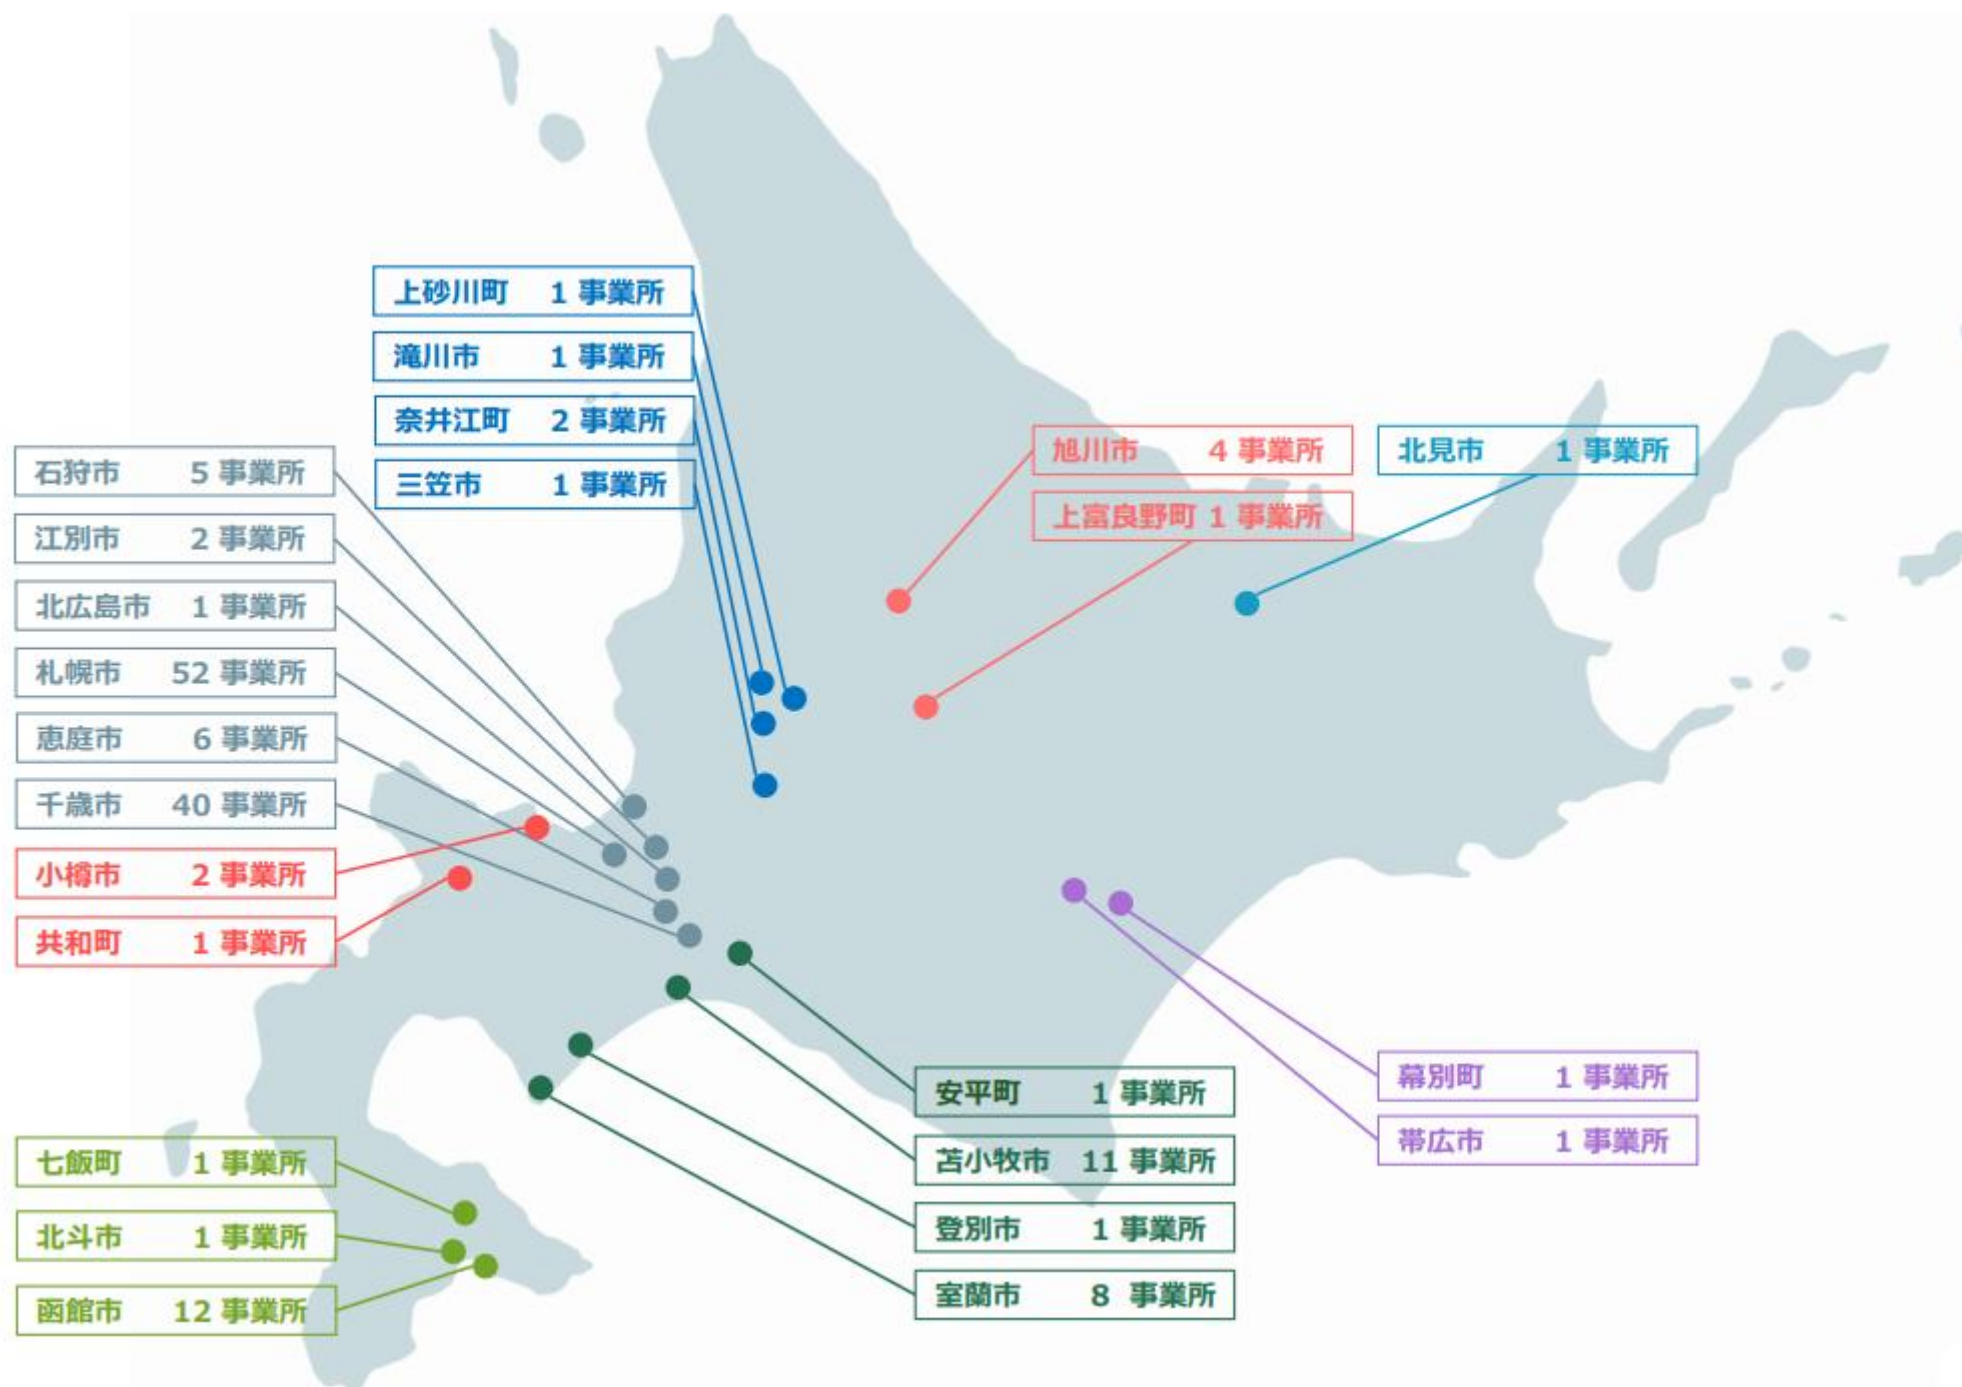 上砂川町 1 事業所
滝川市 1 事業所
奈井江町 2 事業所
三笠市 1 事業所
旭川市 4 事業所
上富良野町 1 事業所
北見市 1 事業所
石狩市 5 事業所
江別市 2 事業所
北広島市 1 事業所
札幌市 52 事業所
恵庭市 6 事業所
千歳市 40 事業所
小樽市 2 事業所
共和町 1 事業所
七飯町 1 事業所
北斗市 1 事業所
函館市 12 事業所
安平町 1 事業所
苫小牧市 11 事業所
登別市 1 事業所
室蘭市 8 事業所
幕別町 1 事業所
帯広市 1 事業所